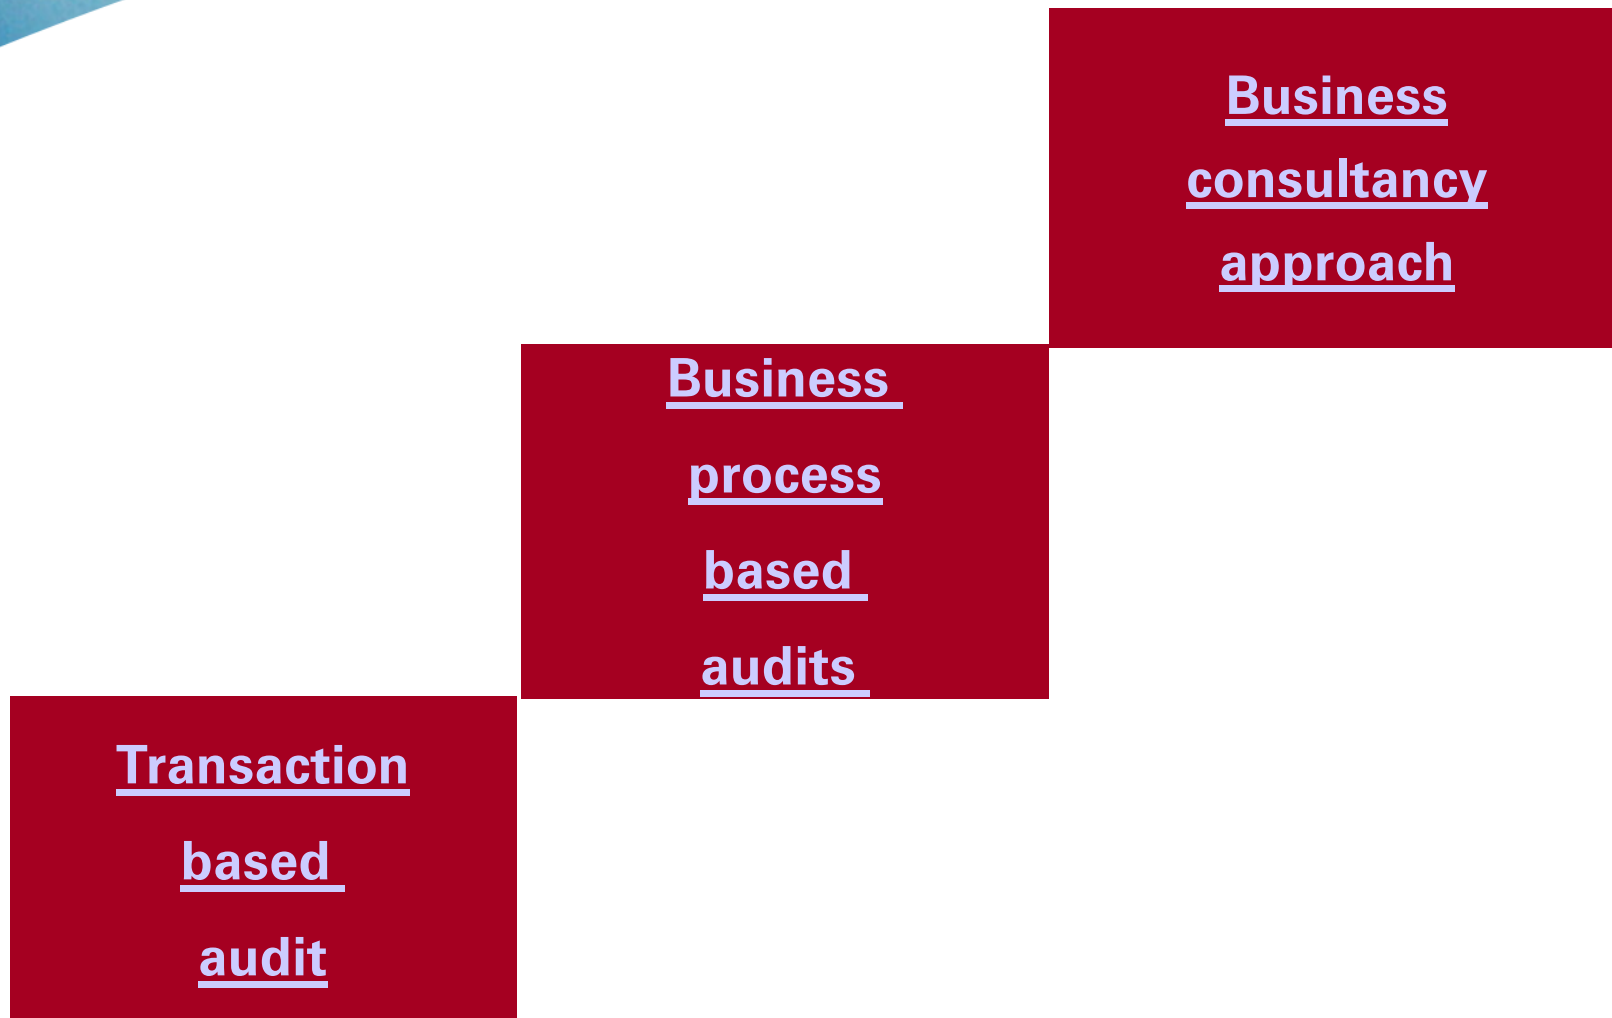 Business
consultancy
approach
Business
process
based
audits
Transaction
based
audit